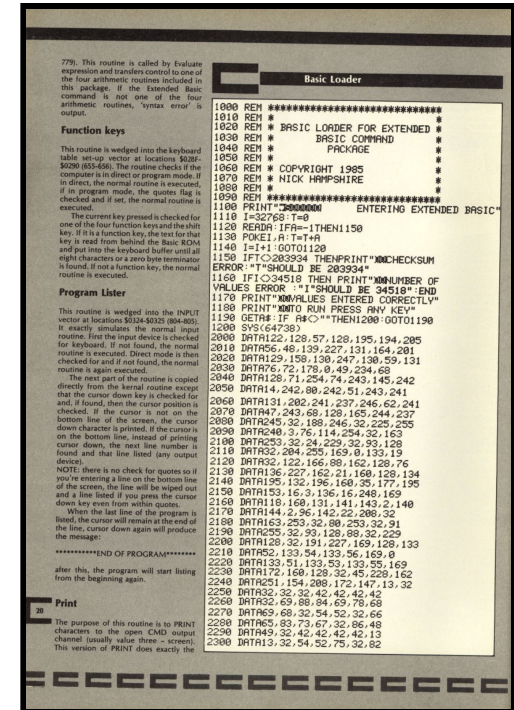 779). This routine is called by Evaluate
expression and transfers control to one of
the four arithmetic routines included in
this package. If the Extended Basic
command is not one of the four
arithmetic routines, 'syntax error' is
output.
Function keys
This routine is wedged into the keyboard
table set-up vector at locations $028F-
$0290 (655-656). The routine checks if the
computer is in direct or program mode. If
in direct, the normal routine is executed,
if in program mode, the quotes flag is
checked and if set, the normal routine is
executed.
The current key pressed is checked for
one of the four function keys and the shift
key. If it is a function key, the text for that
key is read from behind the Basic ROM
and put into the keyboard buffer until all
eight characters or a zero byte terminator
is found. If not a function key, the normal
routine is executed.
Program Lister
This routine is wedged into the INPUT
vector at locations $0324-$0325 (804-805).
It exactly simulates the normal input
routine. First the input device is checked
for keyboard. If not found, the normal
routine is executed. Direct mode is then
checked for and if not found, the normal
routine is again executed.
The next part of the routine is copied
directly from the kernal routine except
that the cursor down key is checked for
and, if found, then the cursor position is
checked. If the cursor is not on the
bottom line of the screen, the cursor
down character is printed. If the cursor is
on the bottom line, instead of printing
cursor down, the next line number is
found and that line listed (any output
device).
NOTE: there is no check for quotes so if
you're entering a line on the bottom line
of the screen, the line will be wiped out
and a line listed if you press the cursor
down key even from within quotes.
When the last line of the program is
listed, the cursor will remain at the end of
the line, cursor down again will produce
the message:
***********END OF PROGRAM********
after this, the program will start listing
from the beginning again.
Print
The purpose of this routine is to PRINT
characters to the open CMD output
channel (usually value three – screen).
This version of PRINT does exactly the
20
Basic Loader
1000 REM *****************************
1010 REM * *
1020 REM * BASIC LOADER FOR EXTENDED *
1030 REM * BASIC COMMAND *
1040 REM * PACKAGE *
1050 REM * *
1060 REM * COPYRIGHT 1985 *
1070 REM * NICK HAMPSHIRE *
1080 REM * *
1090 REM *****************************
1100 PRINT" ENTERING EXTENDED BASIC"
1110 I=32768:T=0
1120 READA:IFA=-1THEN1150
1130 POKEI,A:T=T+A
1140 I=I+1:GOTO1120
1150 IFT<>203934 THENPRINT"CHECKSUM
ERROR:"T"SHOULD BE 203934"
1160 IFI<>34518 THEN PRINT"NUMBER OF
VALUES ERROR :"I"SHOULD BE 34518":END
1170 PRINT"VALUES ENTERED CORRECTLY"
1180 PRINT"TO RUN PRESS ANY KEY"
1190 GETA$:IF A$<>""THEN1200:GOTO1190
1200 SYS(64738)
2000 DATA122,128,57,128,195,194,205
2010 DATA56,48,139,227,131,164,201
2020 DATA129,158,130,247,130,59,131
2030 DATA76,72,178,0,49,234,68
2040 DATA128,71,254,74,243,145,242
2050 DATA14,242,80,242,51,243,241
2060 DATA131,202,241,237,246,62,241
2070 DATA47,243,68,128,165,244,237
2080 DATA245,32,188,246,32,225,255
2090 DATA240,3,76,114,254,32,163
2100 DATA253,32,24,229,32,93,128
2110 DATA32,204,255,169,0,133,19
2120 DATA32,122,166,88,162,128,76
2130 DATA136,227,162,21,160,128,134
2140 DATA195,132,196,160,35,177,195
2150 DATA153,16,3,136,16,248,169
2160 DATA118,160,131,141,143,2,140
2170 DATA144,2,96,142,22,208,32
2180 DATA163,253,32,80,253,32,91
2190 DATA255,32,93,128,88,32,229
2200 DATA128,32,191,227,169,128,133
2210 DATA52,133,54,133,56,169,0
2220 DATA133,51,133,53,133,55,169
2230 DATA172,160,128,32,45,228,162
2240 DATA251,154,208,172,147,13,32
2250 DATA32,32,32,42,42,42,42
2260 DATA32,69,88,84,69,78,68
2270 DATA69,68,32,54,52,32,66
2280 DATA65,83,73,67,32,86,48
2290 DATA49,32,42,42,42,42,13
2300 DATA13,32,54,52,75,32,82